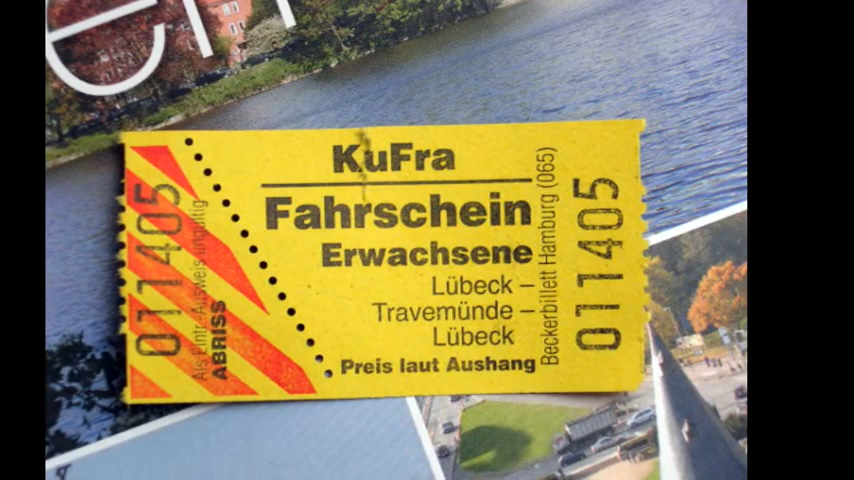 en
KuFra
Fahrschein
Erwachsene
Lübeck –
Travemünde –
Lübeck
Preis laut Aushang
Beckerbillett Hamburg (065)
011405
011405
Als Eintr.-Ausweis ungültig
ABRISS